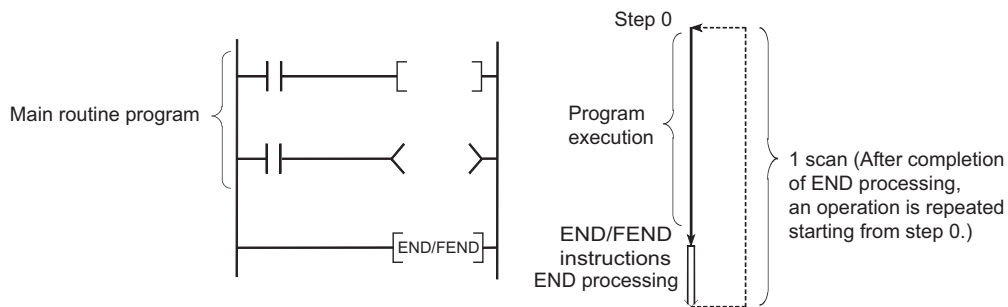 Main routine program
END/FEND
Step 0
Program
execution
END/FEND
instructions
END processing
1 scan (After completion
of END processing,
an operation is repeated
starting from step 0.)